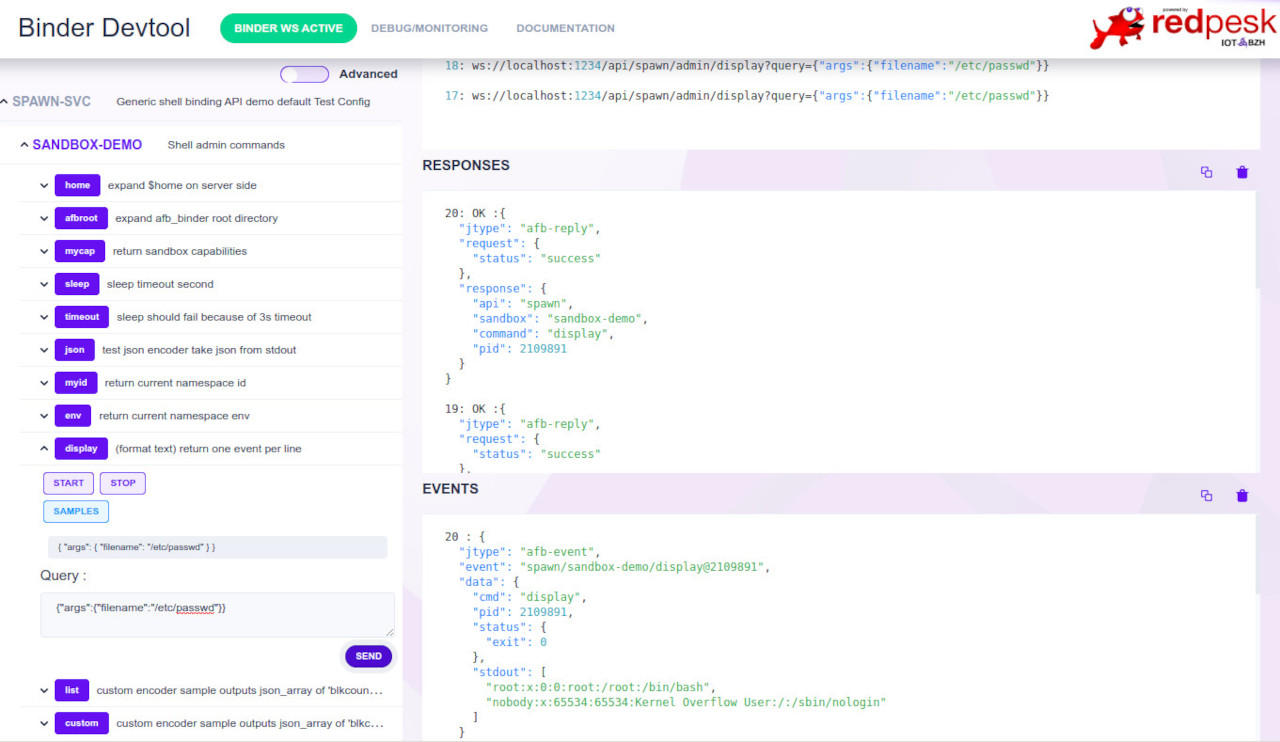 Binder Devtool
BINDER WS ACTIVE
DEBUG/MONITORING
DOCUMENTATION
powered by
redpesk
IOT BZH
Advanced
SPAWN-SVC Generic shell binding API demo default Test Config
SANDBOX-DEMO Shell admin commands
home expand $home on server side
afbroot expand afb_binder root directory
mycap return sandbox capabilities
sleep sleep timeout second
timeout sleep should fail because of 3s timeout
json test json encoder take json from stdout
myid return current namespace id
env return current namespace env
display (format text) return one event per line
START STOP
SAMPLES
{ "args": { "filename": "/etc/passwd" } }
Query :
{"args":{"filename":"/etc/passwd"}}
SEND
list custom encoder sample outputs json_array of 'blkcoun...
custom custom encoder sample outputs json_array of 'blkc...
18: ws://localhost:1234/api/spawn/admin/display?query={"args":{"filename":"/etc/passwd"}}
17: ws://localhost:1234/api/spawn/admin/display?query={"args":{"filename":"/etc/passwd"}}
RESPONSES
20: OK :{
"jtype": "afb-reply",
"request": {
"status": "success"
},
"response": {
"api": "spawn",
"sandbox": "sandbox-demo",
"command": "display",
"pid": 2109891
}
}
19: OK :{
"jtype": "afb-reply",
"request": {
"status": "success"
},
EVENTS
20 : {
"jtype": "afb-event",
"event": "spawn/sandbox-demo/display@2109891",
"data": {
"cmd": "display",
"pid": 2109891,
"status": {
"exit": 0
},
"stdout": [
"root:x:0:0:root:/root:/bin/bash",
"nobody:x:65534:65534:Kernel Overflow User:/:/sbin/nologin"
]
}